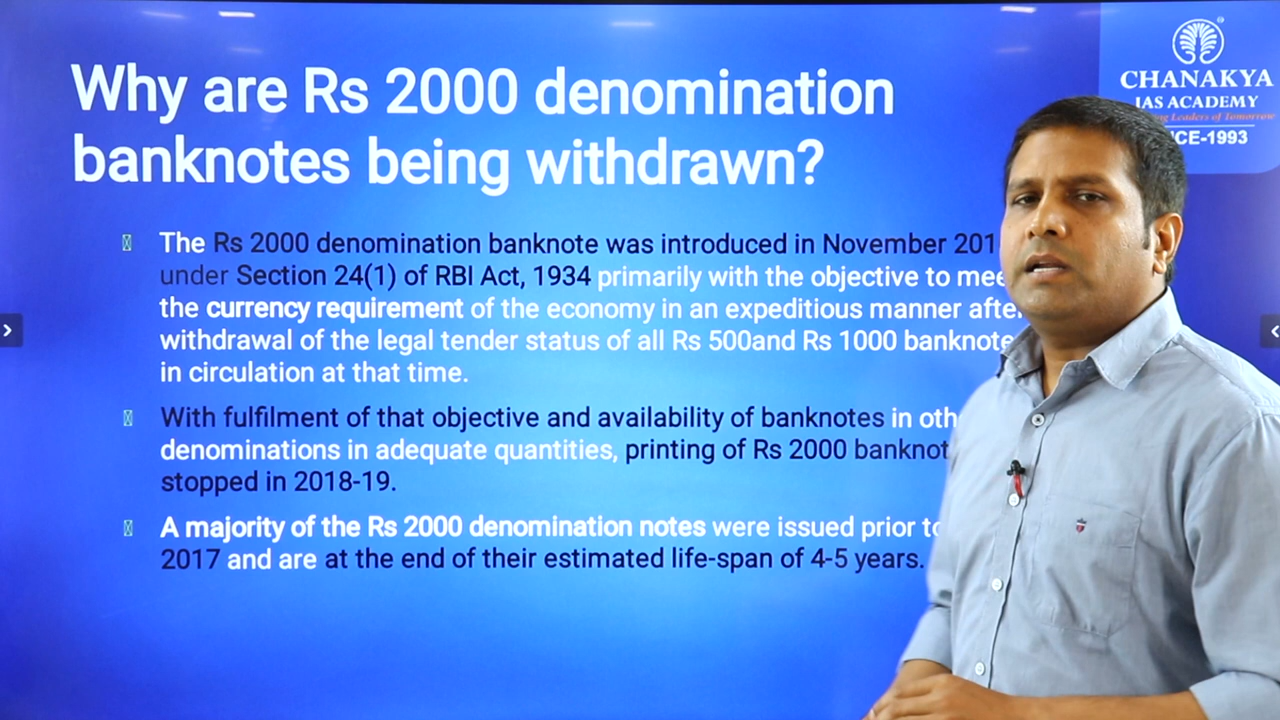 Why are Rs 2000 denomination
banknotes being withdrawn?
CHANAKYA
IAS ACADEMY
Leaders of Tomorrow
CE-1993
The Rs 2000 denomination banknote was introduced in November 201
under Section 24(1) of RBI Act, 1934 primarily with the objective to mee
the currency requirement of the economy in an expeditious manner after
withdrawal of the legal tender status of all Rs 500and Rs 1000 banknote
in circulation at that time.
With fulfilment of that objective and availability of banknotes in oth
denominations in adequate quantities, printing of Rs 2000 banknot
stopped in 2018-19.
A majority of the Rs 2000 denomination notes were issued prior to
2017 and are at the end of their estimated life-span of 4-5 years.